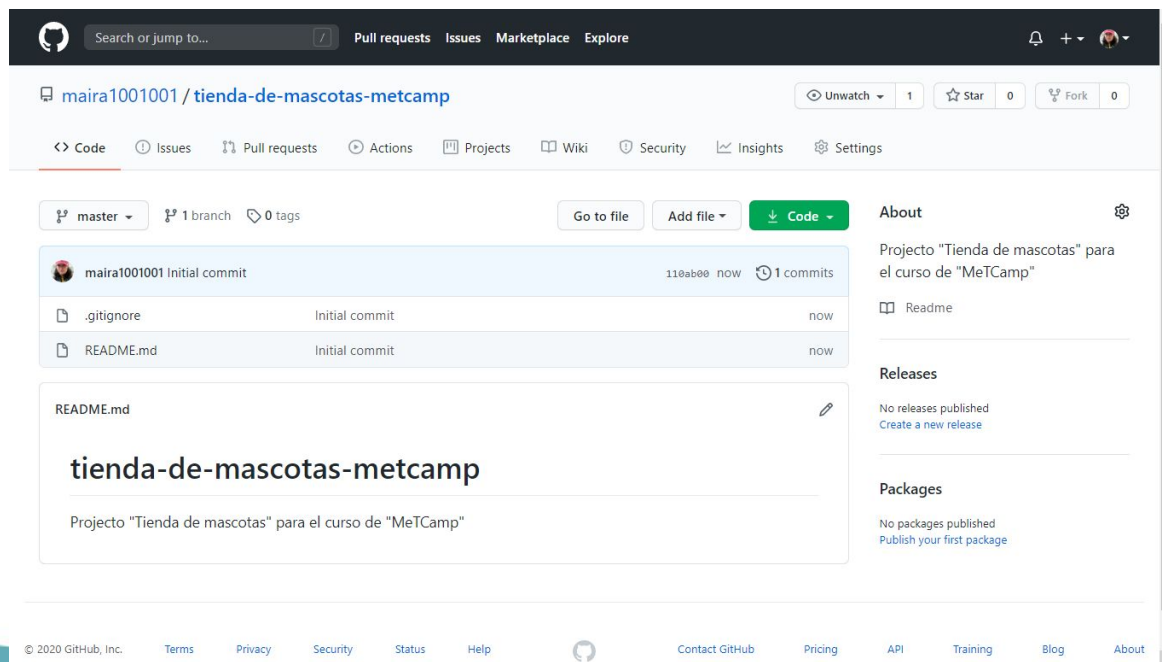 Search or jump to... /
Pull requests Issues Marketplace Explore
maira1001001 / tienda-de-mascotas-metcamp
Unwatch 1 Star 0 Fork 0
Code Issues Pull requests Actions Projects Wiki Security Insights Settings
master 1 branch 0 tags
Go to file Add file Code
maira1001001 Initial commit 110ab00 now 1 commits
.gitignore Initial commit now
README.md Initial commit now
README.md
tienda-de-mascotas-metcamp
Projecto "Tienda de mascotas" para el curso de "MeTCamp"
About
Projecto "Tienda de mascotas" para
el curso de "MeTCamp"
Readme
Releases
No releases published
Create a new release
Packages
No packages published
Publish your first package
© 2020 GitHub, Inc. Terms Privacy Security Status Help Contact GitHub Pricing API Training Blog About